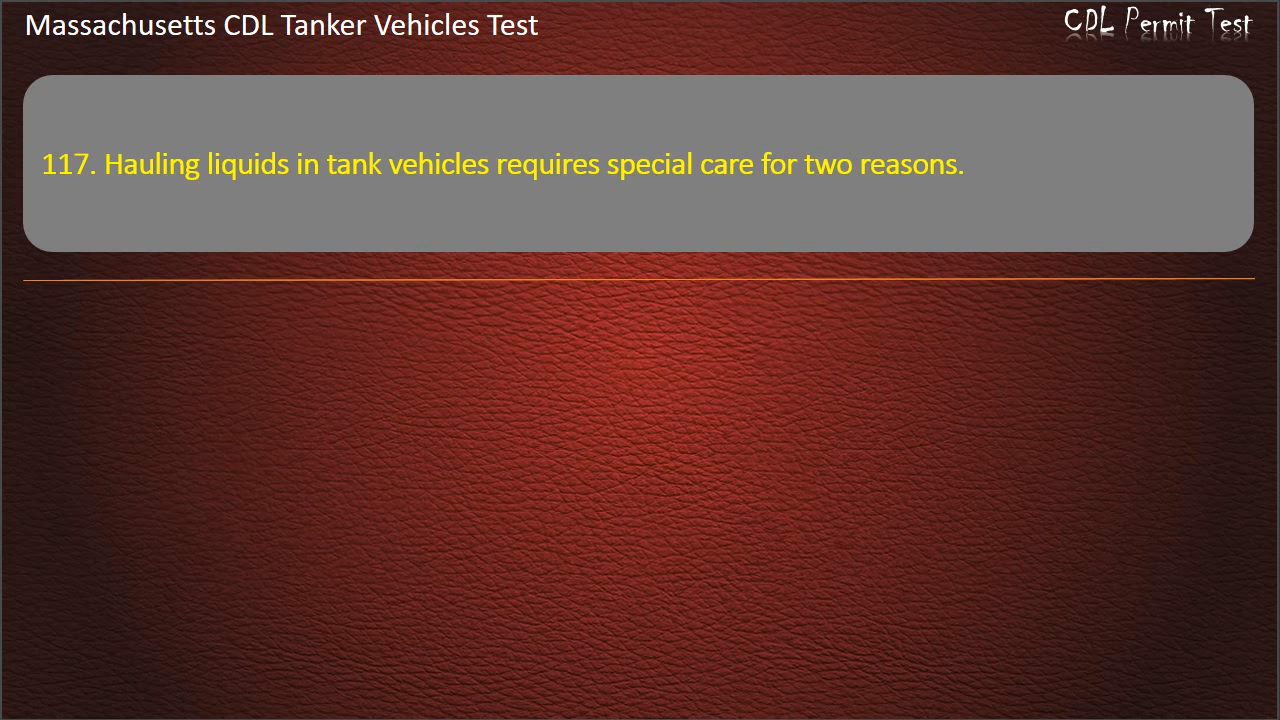 Massachusetts CDL Tanker Vehicles Test
CDL Permit Test
117. Hauling liquids in tank vehicles requires special care for two reasons.